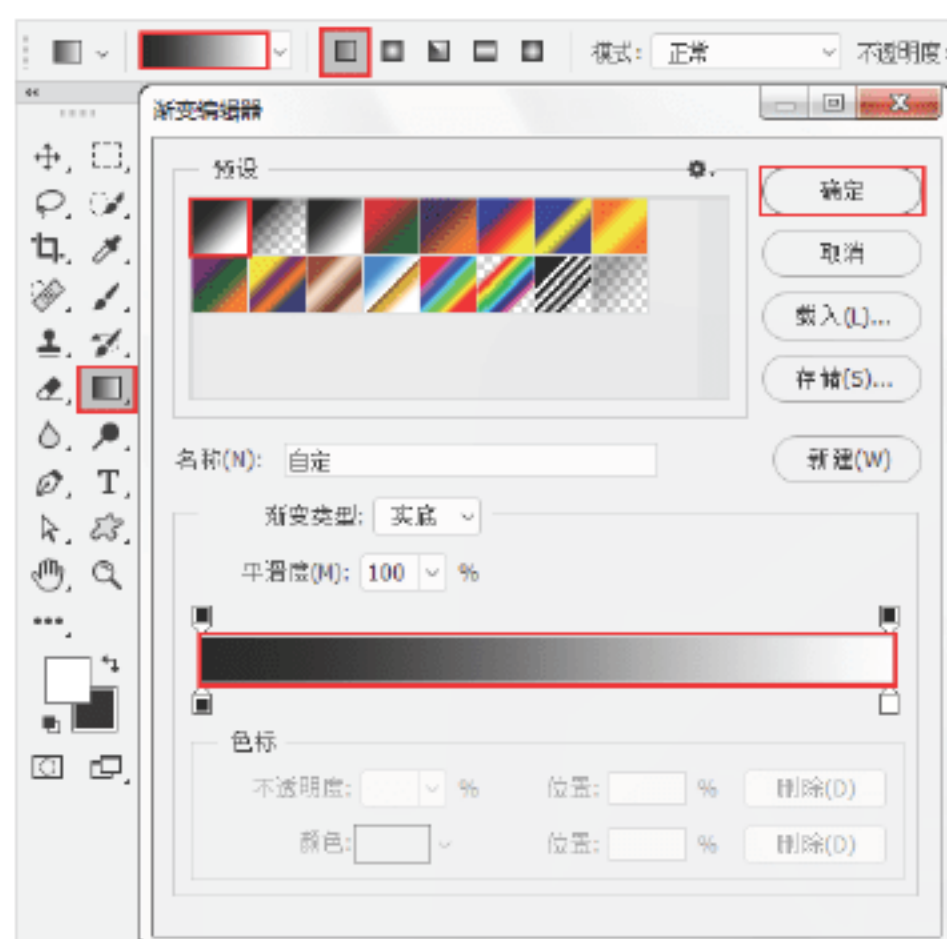 模式: 正常 不透明度:
渐变编辑器
预设
确定
取消
载入(L)...
存储(S)...
名称(N): 自定
新建(W)
渐变类型: 实底
平滑度(M): 100 %
色标
不透明度: % 位置: % 删除(D)
颜色: 位置: % 删除(D)